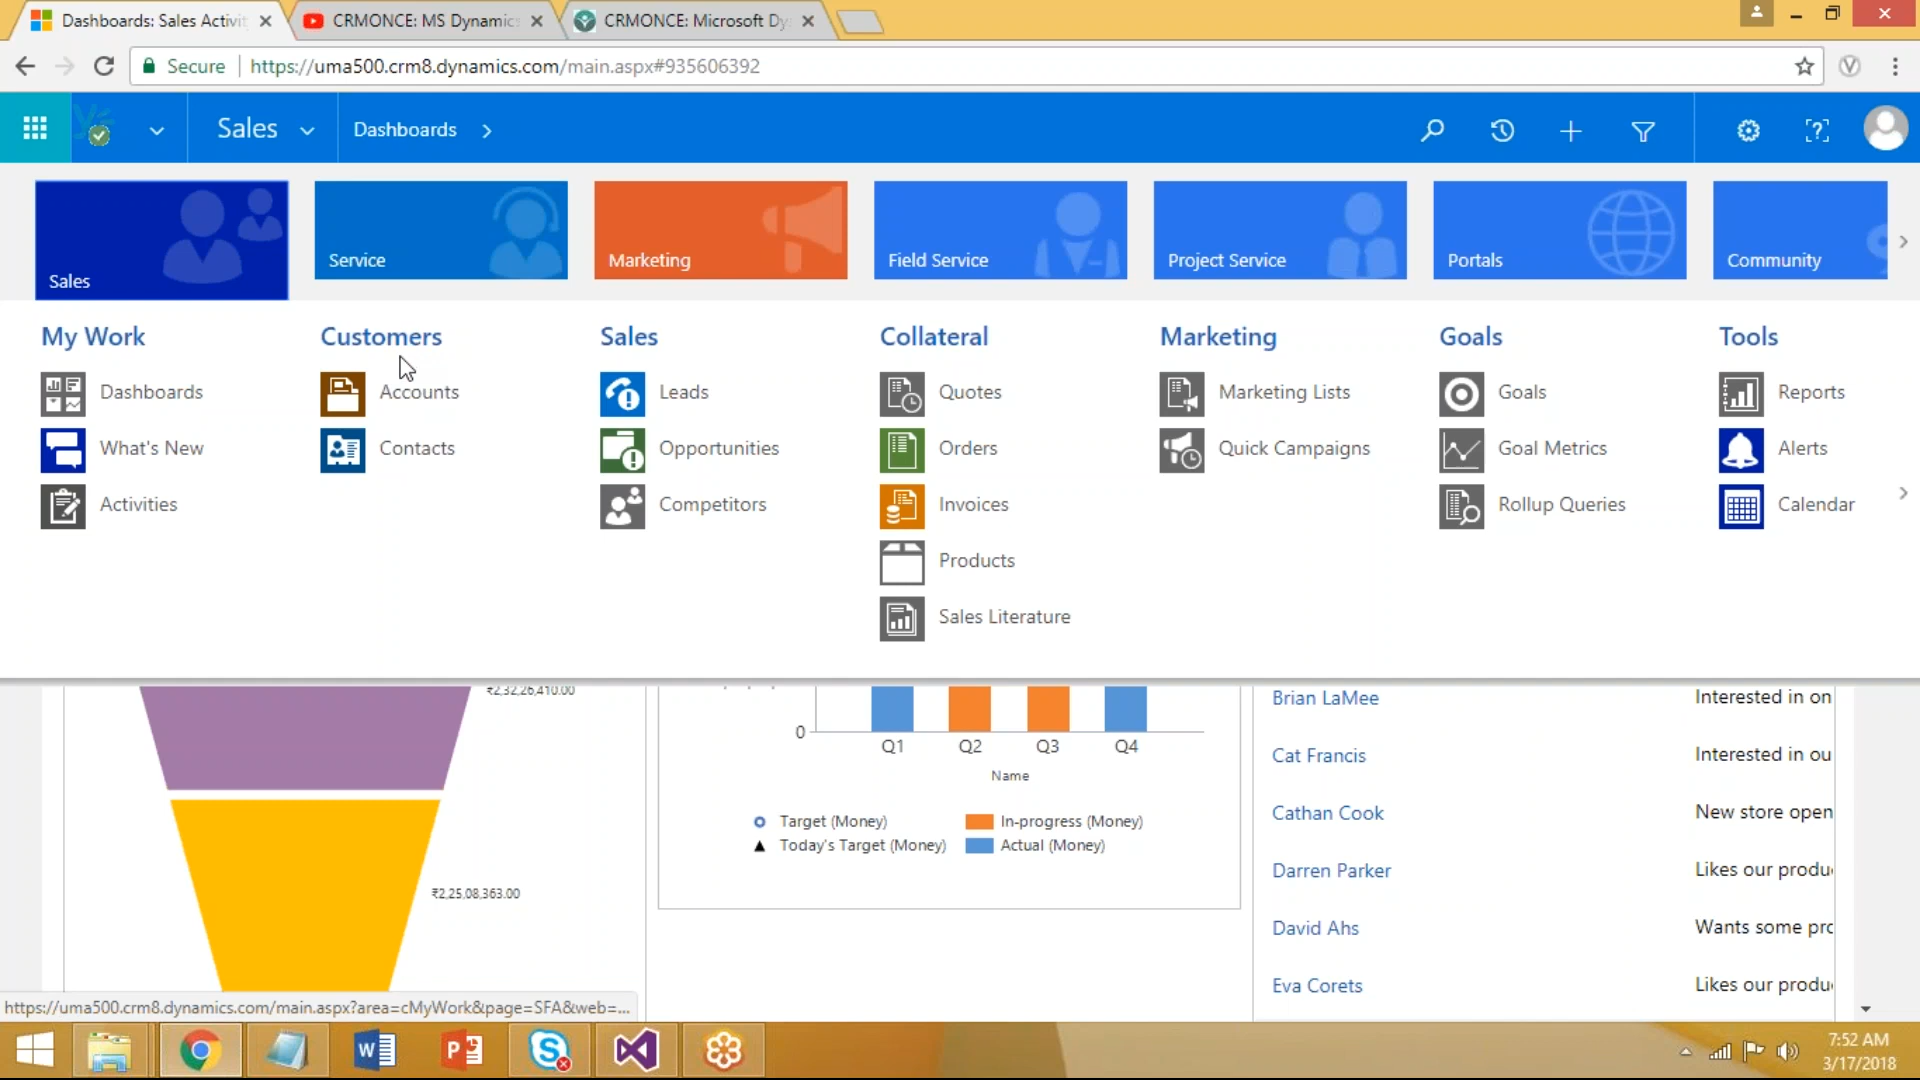 Dashboards: Sales Activit
CRMONCE: MS Dynamics
CRMONCE: Microsoft Dy
Secure
https://uma500.crm8.dynamics.com/main.aspx#935606392
Sales
Dashboards
Sales
Service
Marketing
Field Service
Project Service
Portals
Community
My Work
Dashboards
What's New
Activities
Customers
Accounts
Contacts
Sales
Leads
Opportunities
Competitors
Collateral
Quotes
Orders
Invoices
Products
Sales Literature
Marketing
Marketing Lists
Quick Campaigns
Goals
Goals
Goal Metrics
Rollup Queries
Tools
Reports
Alerts
Calendar
₹2,32,26,410.00
₹2,25,08,363.00
0
Q1 Q2 Q3 Q4
Name
Target (Money)
In-progress (Money)
Today's Target (Money)
Actual (Money)
Brian LaMee Interested in on
Cat Francis Interested in ou
Cathan Cook New store open
Darren Parker Likes our produ
David Ahs Wants some pro
Eva Corets Likes our produ
https://uma500.crm8.dynamics.com/main.aspx?area=cMyWork&page=SFA&web=...
7:52 AM
3/17/2018